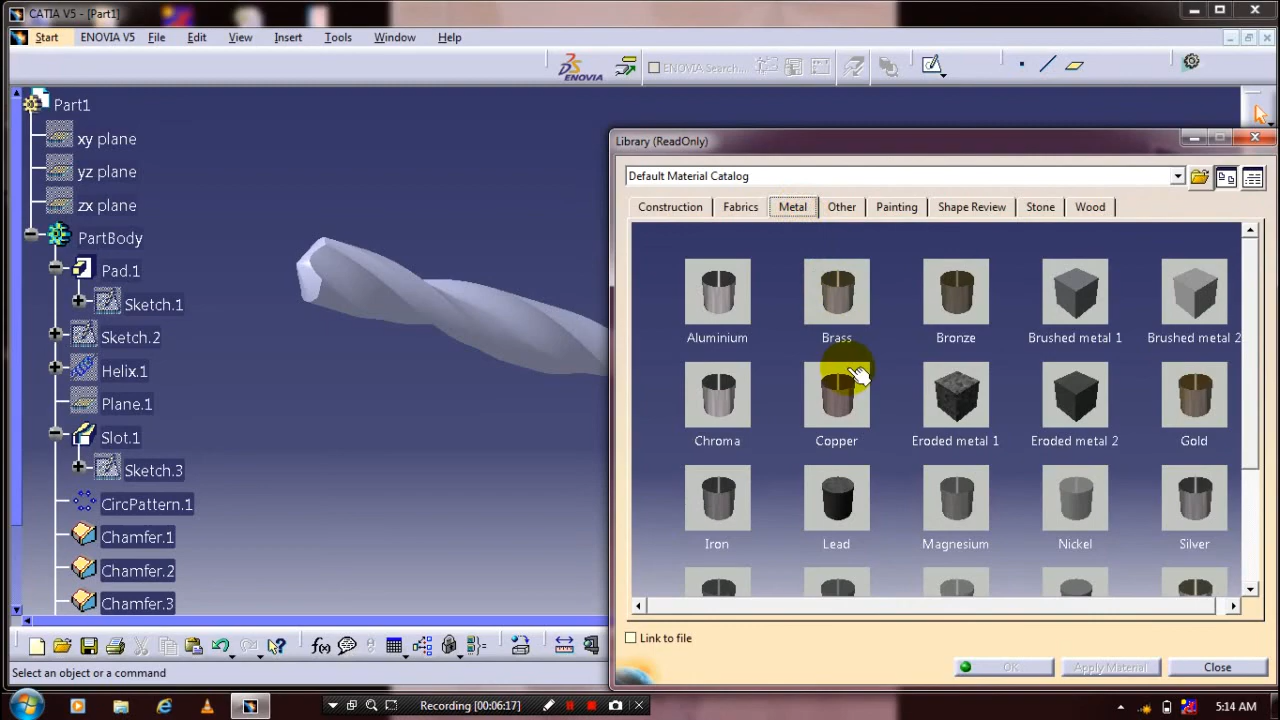 CATIA V5 - [Part1]
Start
ENOVIA V5
File
Edit
View
Insert
Tools
Window
Help
ENOVIA
ENOVIA Search...
Part1
xy plane
yz plane
zx plane
PartBody
Pad.1
Sketch.1
Sketch.2
Helix.1
Plane.1
Slot.1
Sketch.3
CircPattern.1
Chamfer.1
Chamfer.2
Chamfer.3
Library (ReadOnly)
Default Material Catalog
Construction
Fabrics
Metal
Other
Painting
Shape Review
Stone
Wood
Aluminium
Brass
Bronze
Brushed metal 1
Brushed metal 2
Chroma
Copper
Eroded metal 1
Eroded metal 2
Gold
Iron
Lead
Magnesium
Nickel
Silver
Link to file
OK
Apply Material
Close
f(x)
Select an object or a command
Recording [00:06:17]
5:14 AM